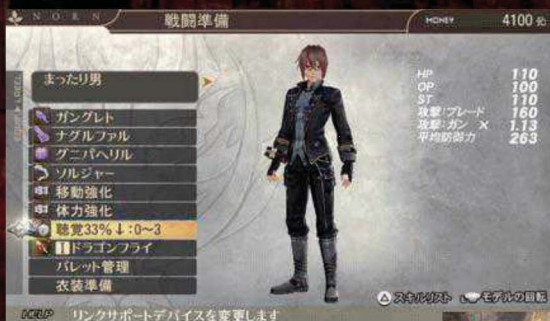 NORN
戦闘準備
MONEY 4100
まったり男
HP 110
OP 100
ST 110
攻撃:ブレード 160
攻撃:ガン × 1.13
平均防御力 263
ガングレト
ナグルファル
グニパヘリル
ソルジャー
移動強化
体力強化
聴覚33%↓:0~3
ドラゴンフライ
バレット管理
衣装準備
スキルリスト L モデルの回転
HELP リンクサポートデバイスを変更します